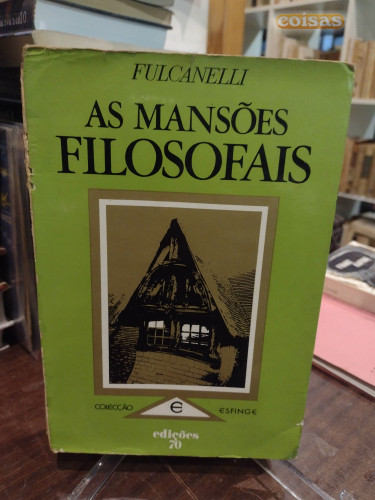 coisas
FULCANELLI
AS MANSÕES
FILOSOFAIS
COLECÇÃO e ESFINGE
edições
70